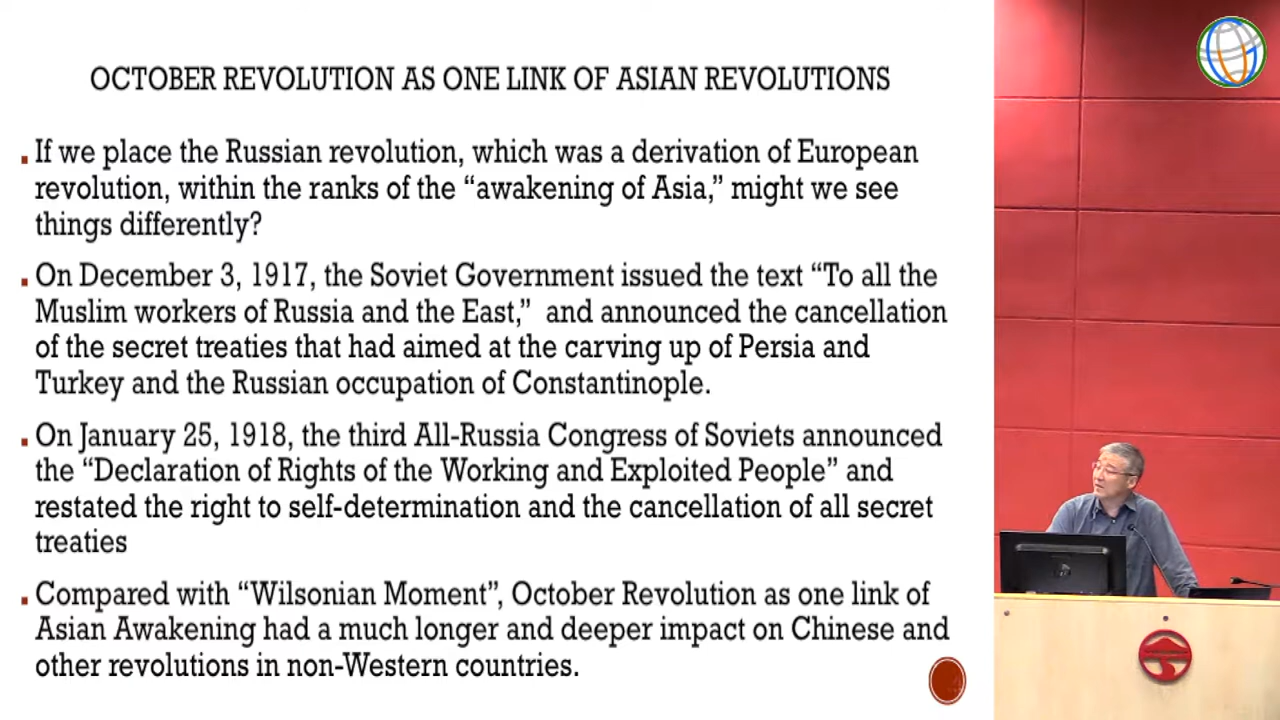 OCTOBER REVOLUTION AS ONE LINK OF ASIAN REVOLUTIONS
If we place the Russian revolution, which was a derivation of European
revolution, within the ranks of the “awakening of Asia,” might we see
things differently?
On December 3, 1917, the Soviet Government issued the text “To all the
Muslim workers of Russia and the East,” and announced the cancellation
of the secret treaties that had aimed at the carving up of Persia and
Turkey and the Russian occupation of Constantinople.
On January 25, 1918, the third All-Russia Congress of Soviets announced
the “Declaration of Rights of the Working and Exploited People” and
restated the right to self-determination and the cancellation of all secret
treaties
Compared with “Wilsonian Moment”, October Revolution as one link of
Asian Awakening had a much longer and deeper impact on Chinese and
other revolutions in non-Western countries.